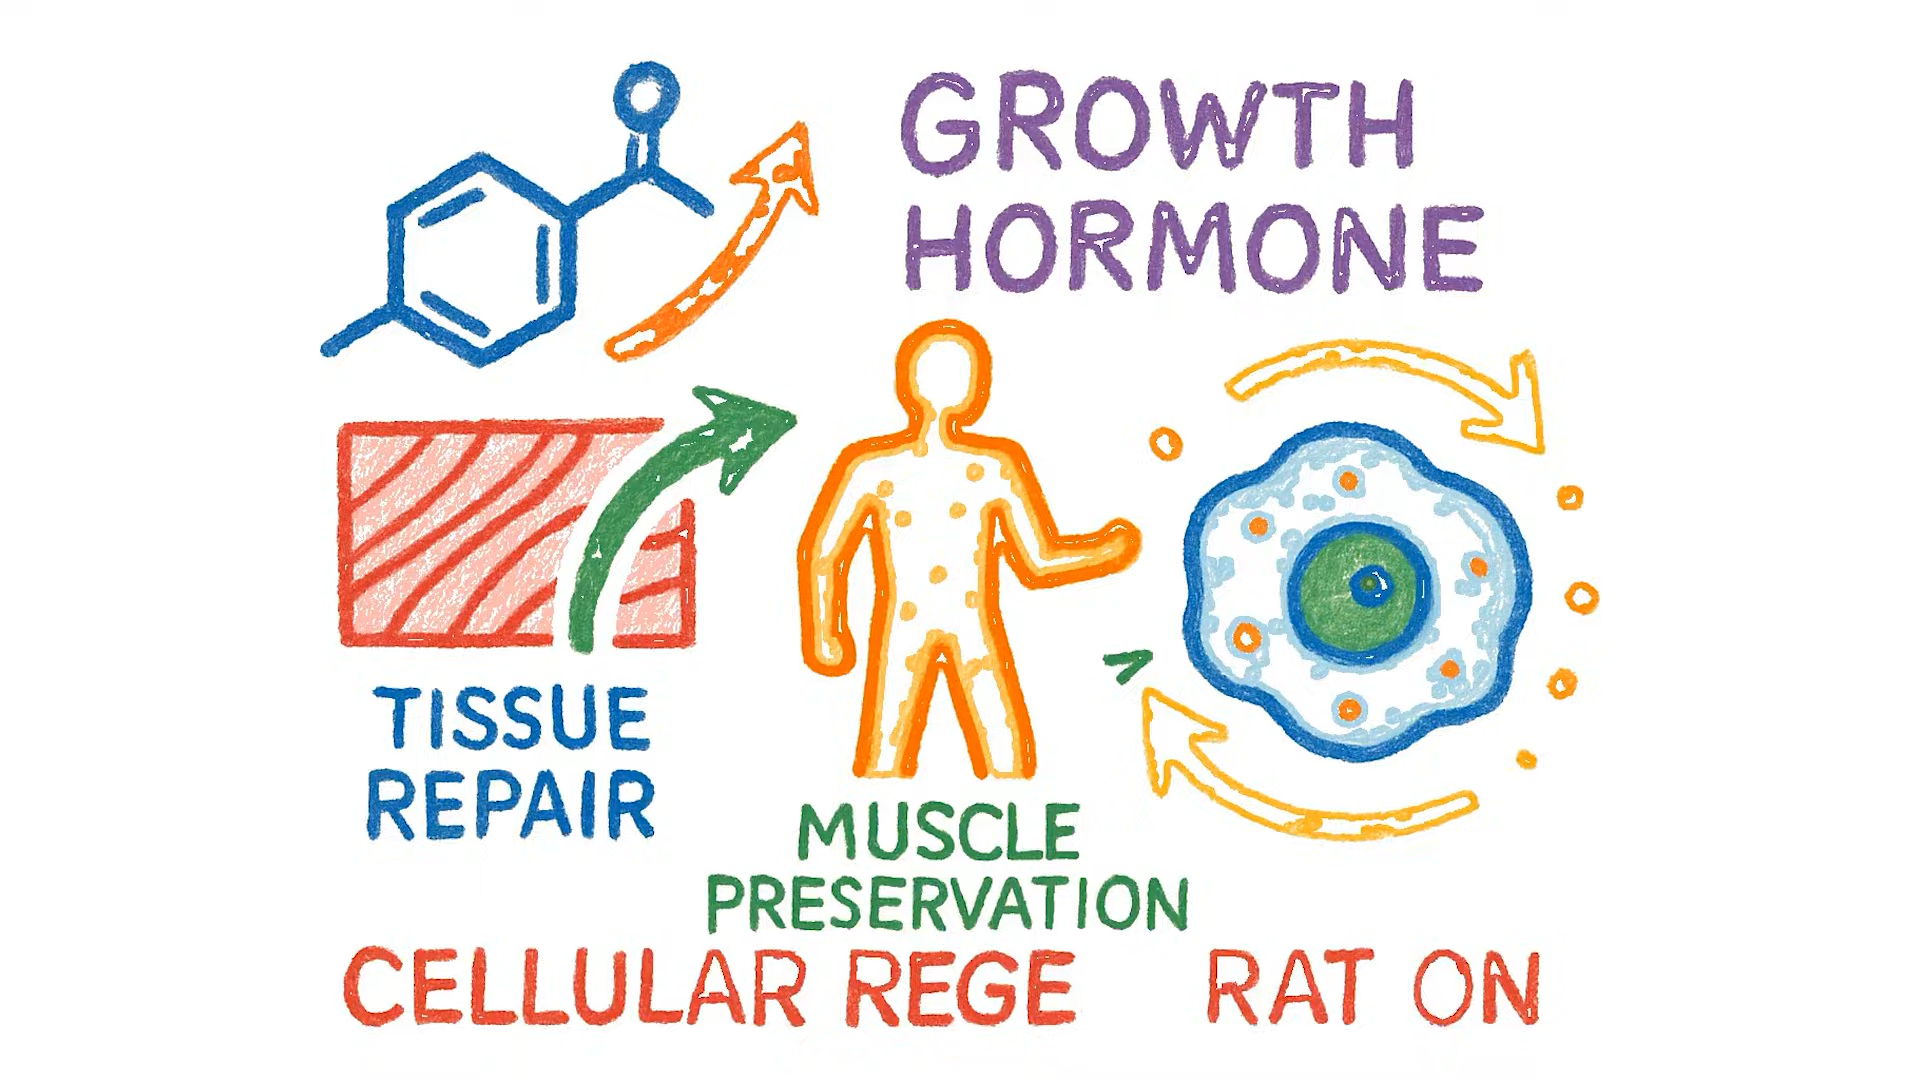 GROWTH
HORMONE
TISSUE
REPAIR
MUSCLE
PRESERVATION
CELLULAR REGE RAT ON